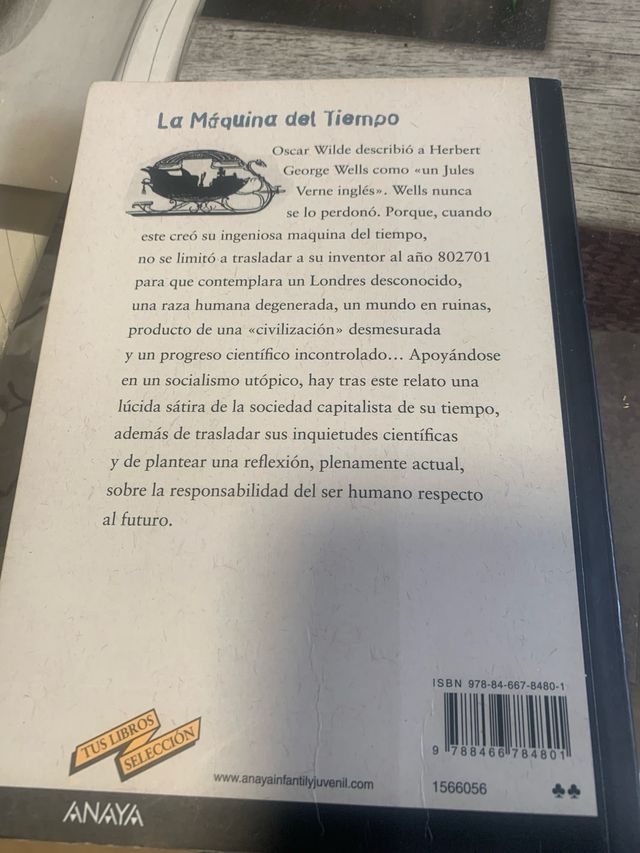 La Máquina del Tiempo
Oscar Wilde describió a Herbert
George Wells como «un Jules
Verne inglés». Wells nunca
se lo perdonó. Porque, cuando
este creó su ingeniosa maquina del tiempo,
no se limitó a trasladar a su inventor al año 802701
para que contemplara un Londres desconocido,
una raza humana degenerada, un mundo en ruinas,
producto de una «civilización» desmesurada
y un progreso científico incontrolado... Apoyándose
en un socialismo utópico, hay tras este relato una
lúcida sátira de la sociedad capitalista de su tiempo,
además de trasladar sus inquietudes científicas
y de plantear una reflexión, plenamente actual,
sobre la responsabilidad del ser humano respecto
al futuro.
ISBN 978-84-667-8480-1
9 788466 784801
TUS LIBROS
SELECCIÓN
www.anayainfantilyjuvenil.com
1566056
ANAYA